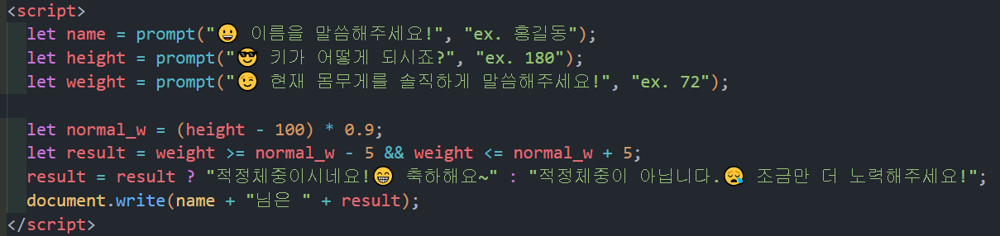 <script>
let name = prompt("😀 이름을 말씀해주세요!", "ex. 홍길동");
let height = prompt("😎 키가 어떻게 되시죠?", "ex. 180");
let weight = prompt("😉 현재 몸무게를 솔직하게 말씀해주세요!", "ex. 72");
let normal_w = (height - 100) * 0.9;
let result = weight >= normal_w - 5 && weight <= normal_w + 5;
result = result ? "적정체중이시네요!😁 축하해요~" : "적정체중이 아닙니다.😪 조금만 더 노력해주세요!";
document.write(name + "님은 " + result);
</script>